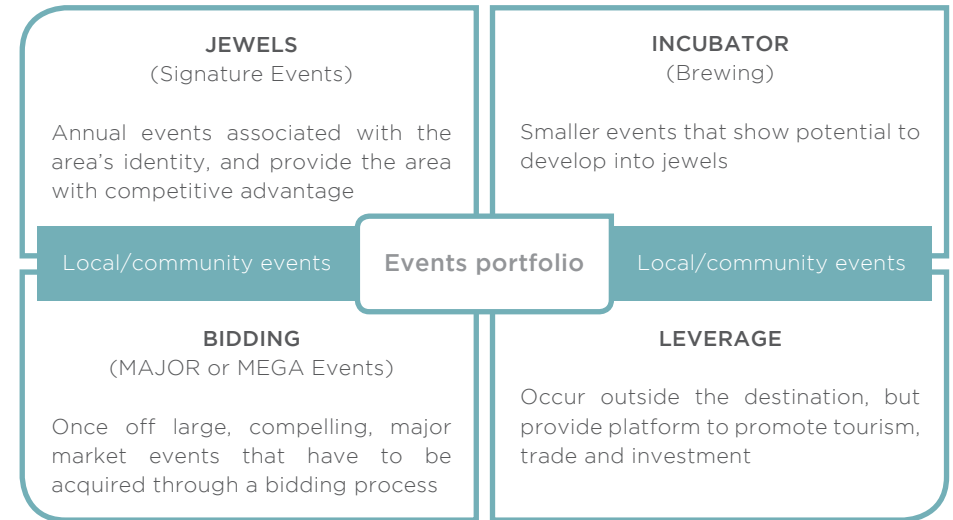 JEWELS
(Signature Events)
Annual events associated with the
area's identity, and provide the area
with competitive advantage
INCUBATOR
(Brewing)
Smaller events that show potential to
develop into jewels
Local/community events
Events portfolio
Local/community events
BIDDING
(MAJOR or MEGA Events)
Once off large, compelling, major
market events that have to be
acquired through a bidding process
LEVERAGE
Occur outside the destination, but
provide platform to promote tourism,
trade and investment